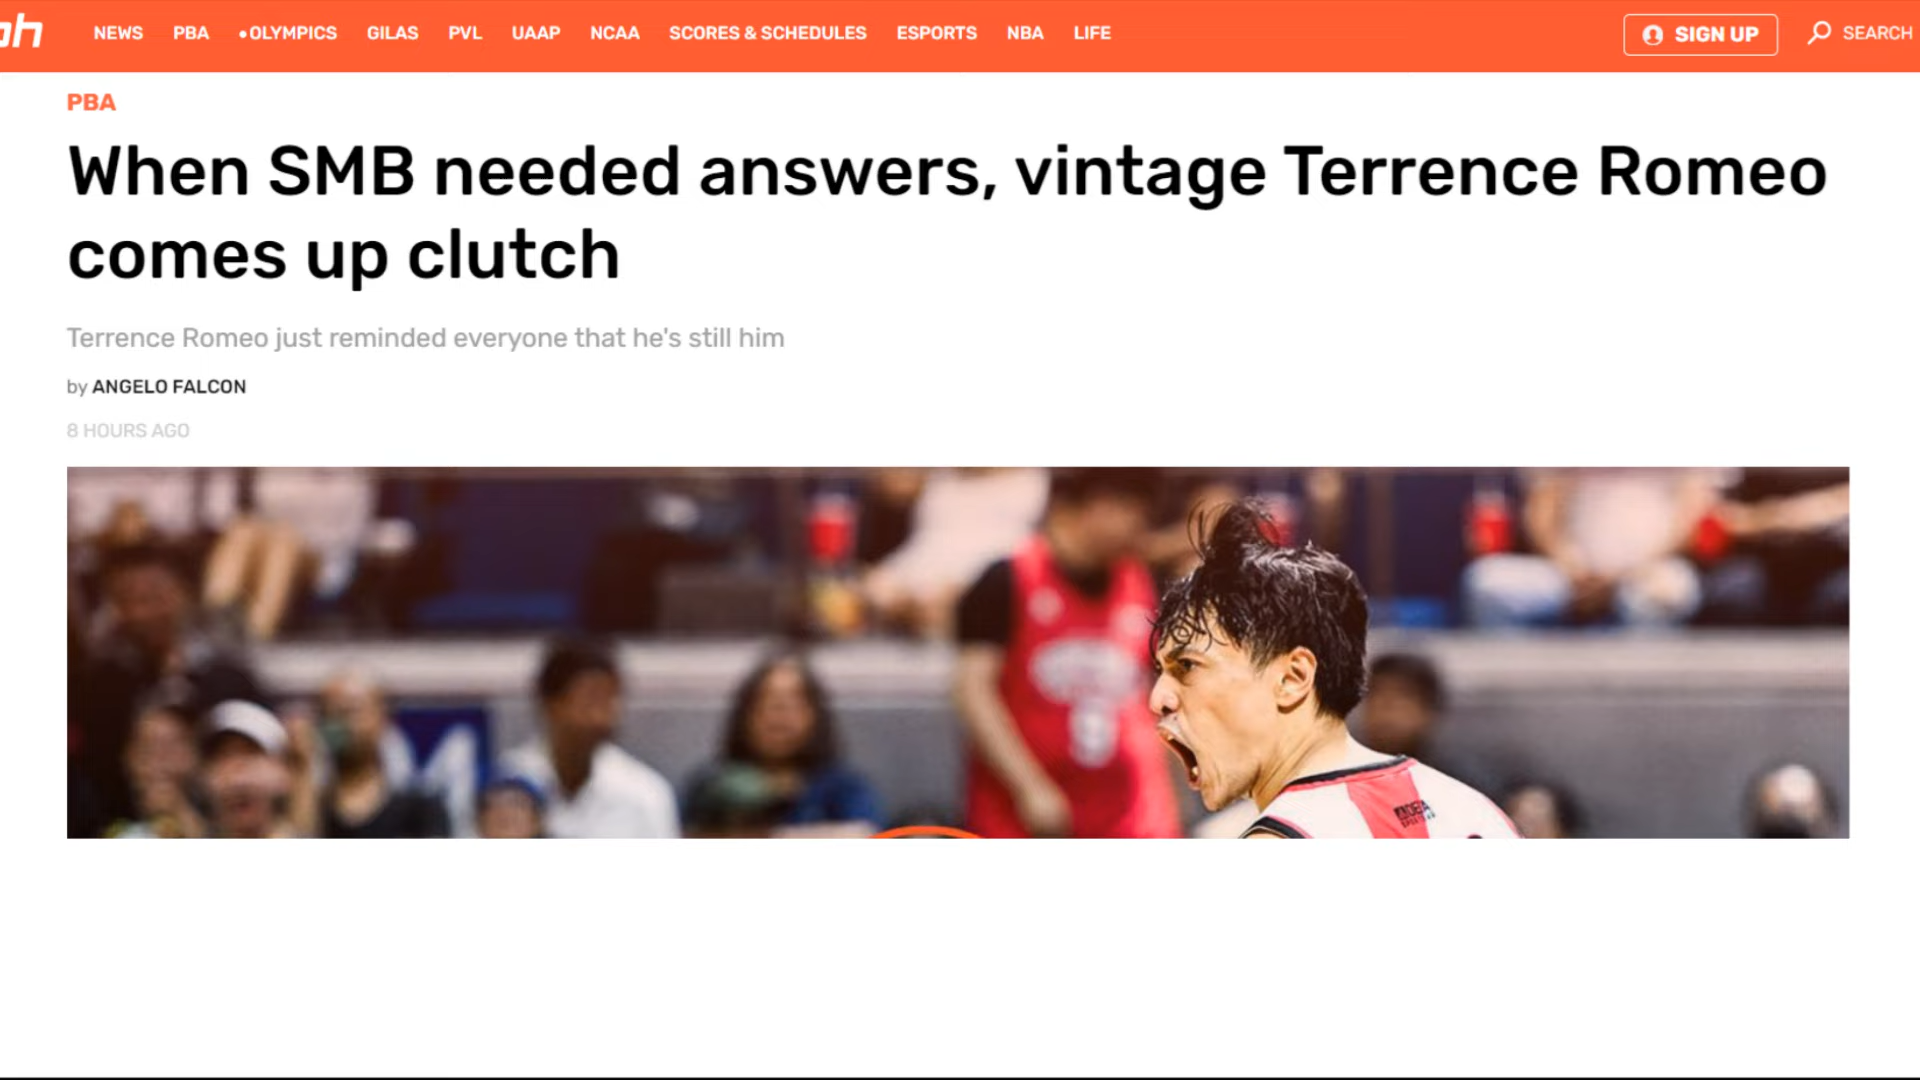 ph
NEWS PBA •OLYMPICS GILAS PVL UAAP NCAA SCORES & SCHEDULES ESPORTS NBA LIFE SIGN UP SEARCH
PBA
When SMB needed answers, vintage Terrence Romeo
comes up clutch
Terrence Romeo just reminded everyone that he's still him
by ANGELO FALCON
8 HOURS AGO